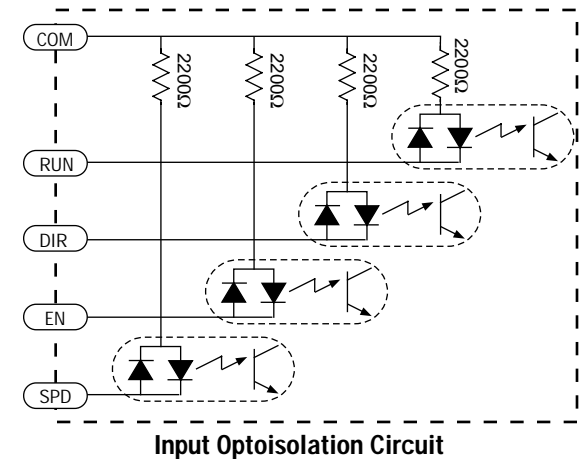 COM
2200Ω
2200Ω
2200Ω
2200Ω
RUN
DIR
EN
SPD
Input Optoisolation Circuit